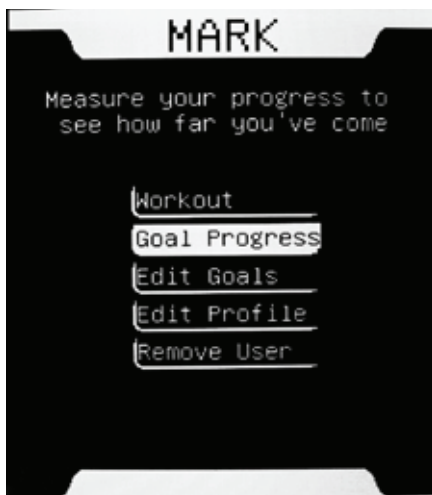 MARK
Measure your progress to
see how far you've come
Workout
Goal Progress
Edit Goals
Edit Profile
Remove User